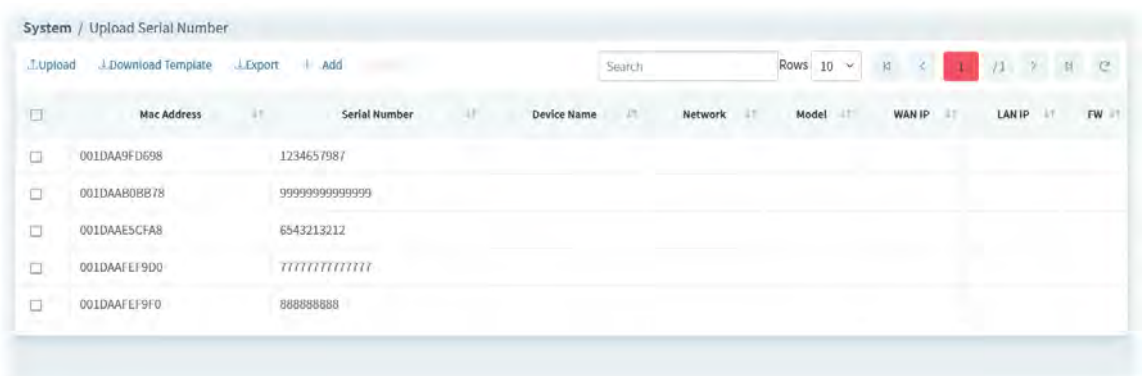 System / Upload Serial Number
Upload Download Template Export + Add Search Rows 10 1 /1
Mac Address Serial Number Device Name Network Model WAN IP LAN IP FW
001DAA9FD698 1234657987
001DAAB0BB78 99999999999999
001DAAE5CFA8 6543213212
001DAAFEF9D0 77777777777777
001DAAFEF9F0 888888888